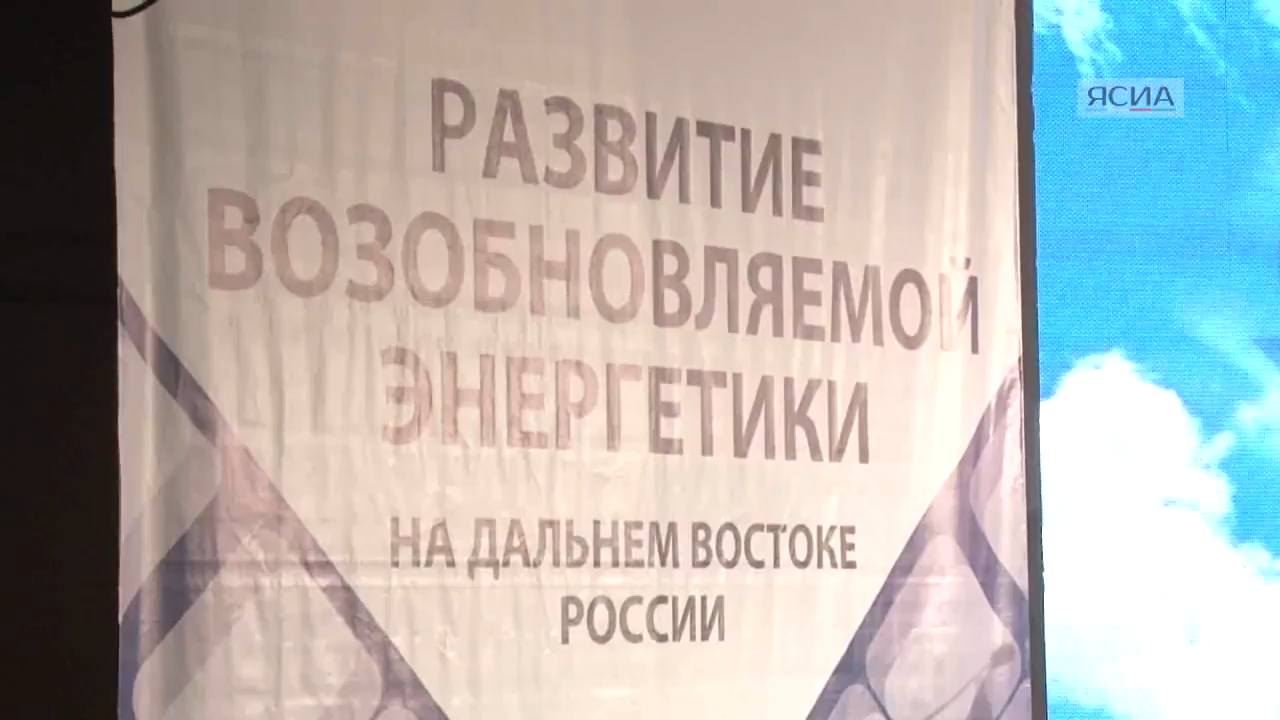 ЯСИА
РАЗВИТИЕ
ВОЗОБНОВЛЯЕМОЙ
ЭНЕРГЕТИКИ
НА ДАЛЬНЕМ ВОСТОКЕ
РОССИИ